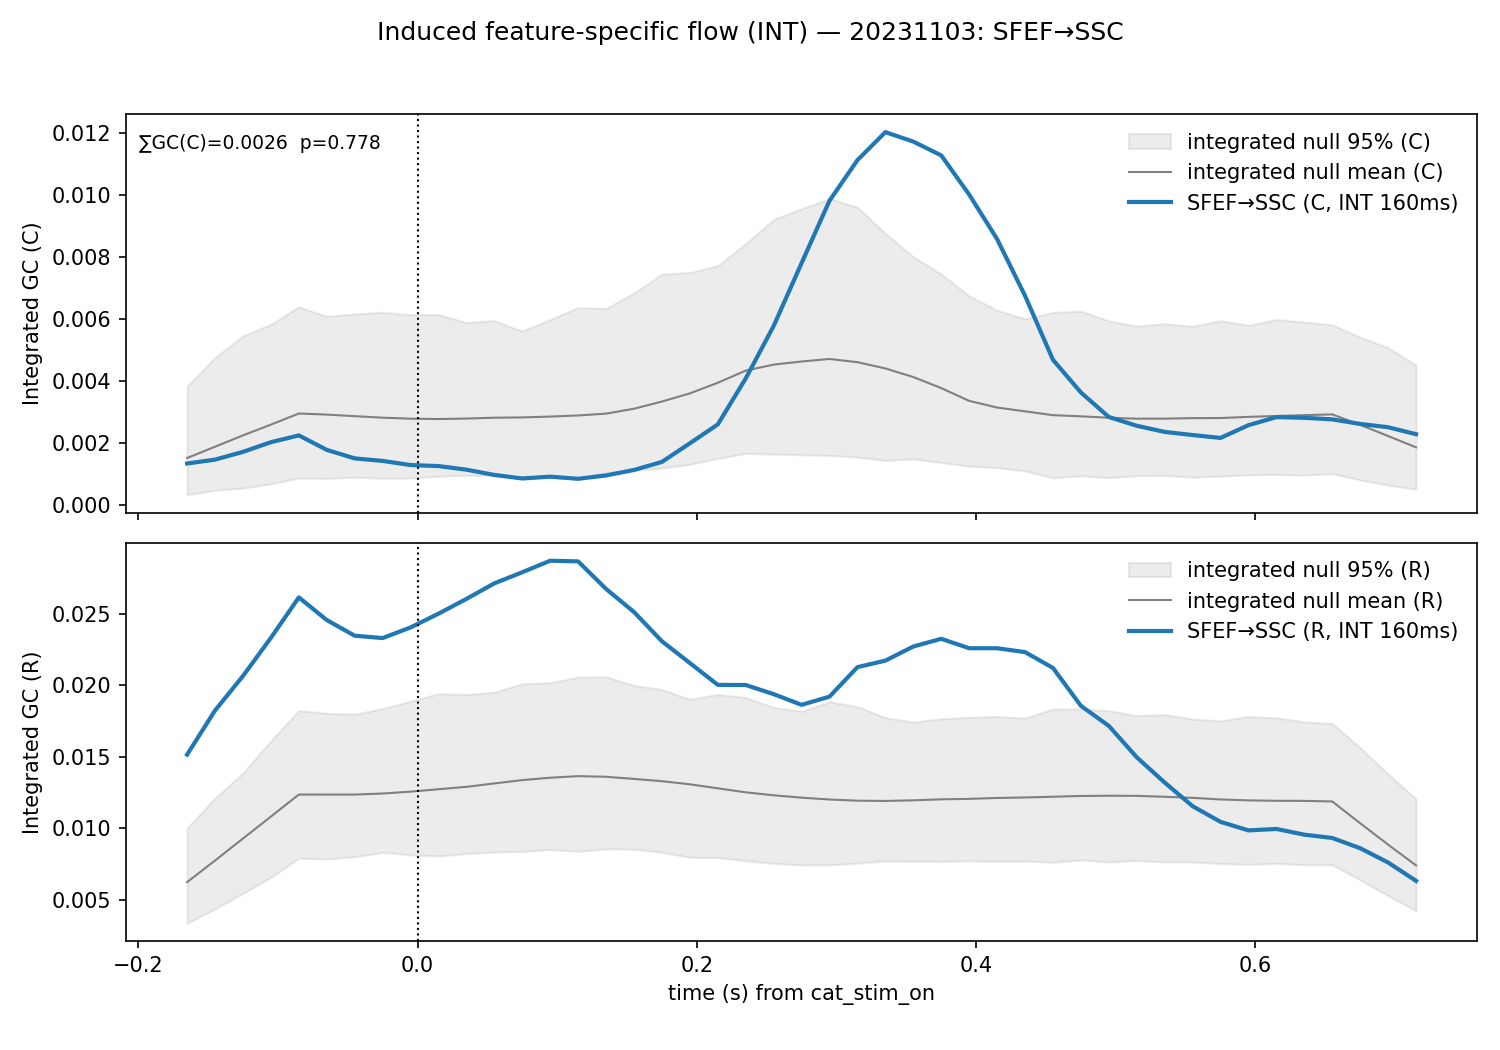 Induced feature-specific flow (INT) — 20231103: SFEF→SSC
∑GC(C)=0.0026  p=0.778
integrated null 95% (C)
integrated null mean (C)
SFEF→SSC (C, INT 160ms)
Integrated GC (C)
0.012
0.010
0.008
0.006
0.004
0.002
0.000
integrated null 95% (R)
integrated null mean (R)
SFEF→SSC (R, INT 160ms)
Integrated GC (R)
0.025
0.020
0.015
0.010
0.005
−0.2
0.0
0.2
0.4
0.6
time (s) from cat_stim_on